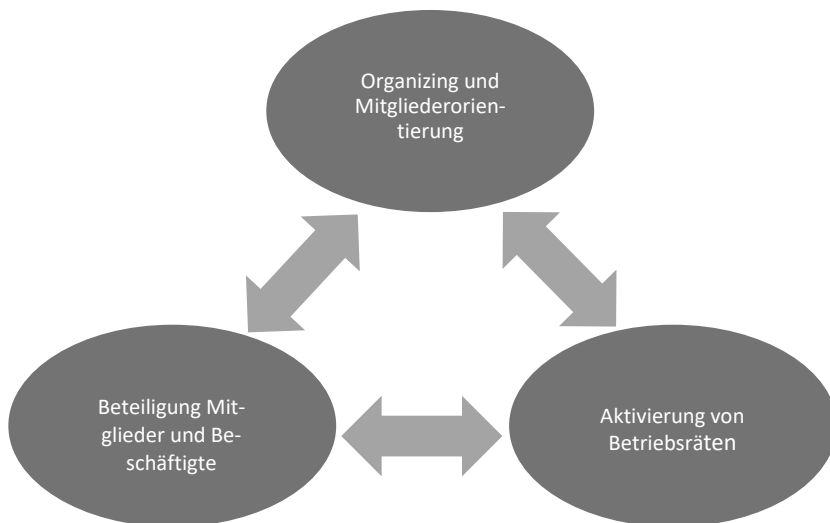 Organizing und
Mitgliederorien-
tierung
Beteiligung Mit-
glieder und Be-
schäftigte
Aktivierung von
Betriebsräten